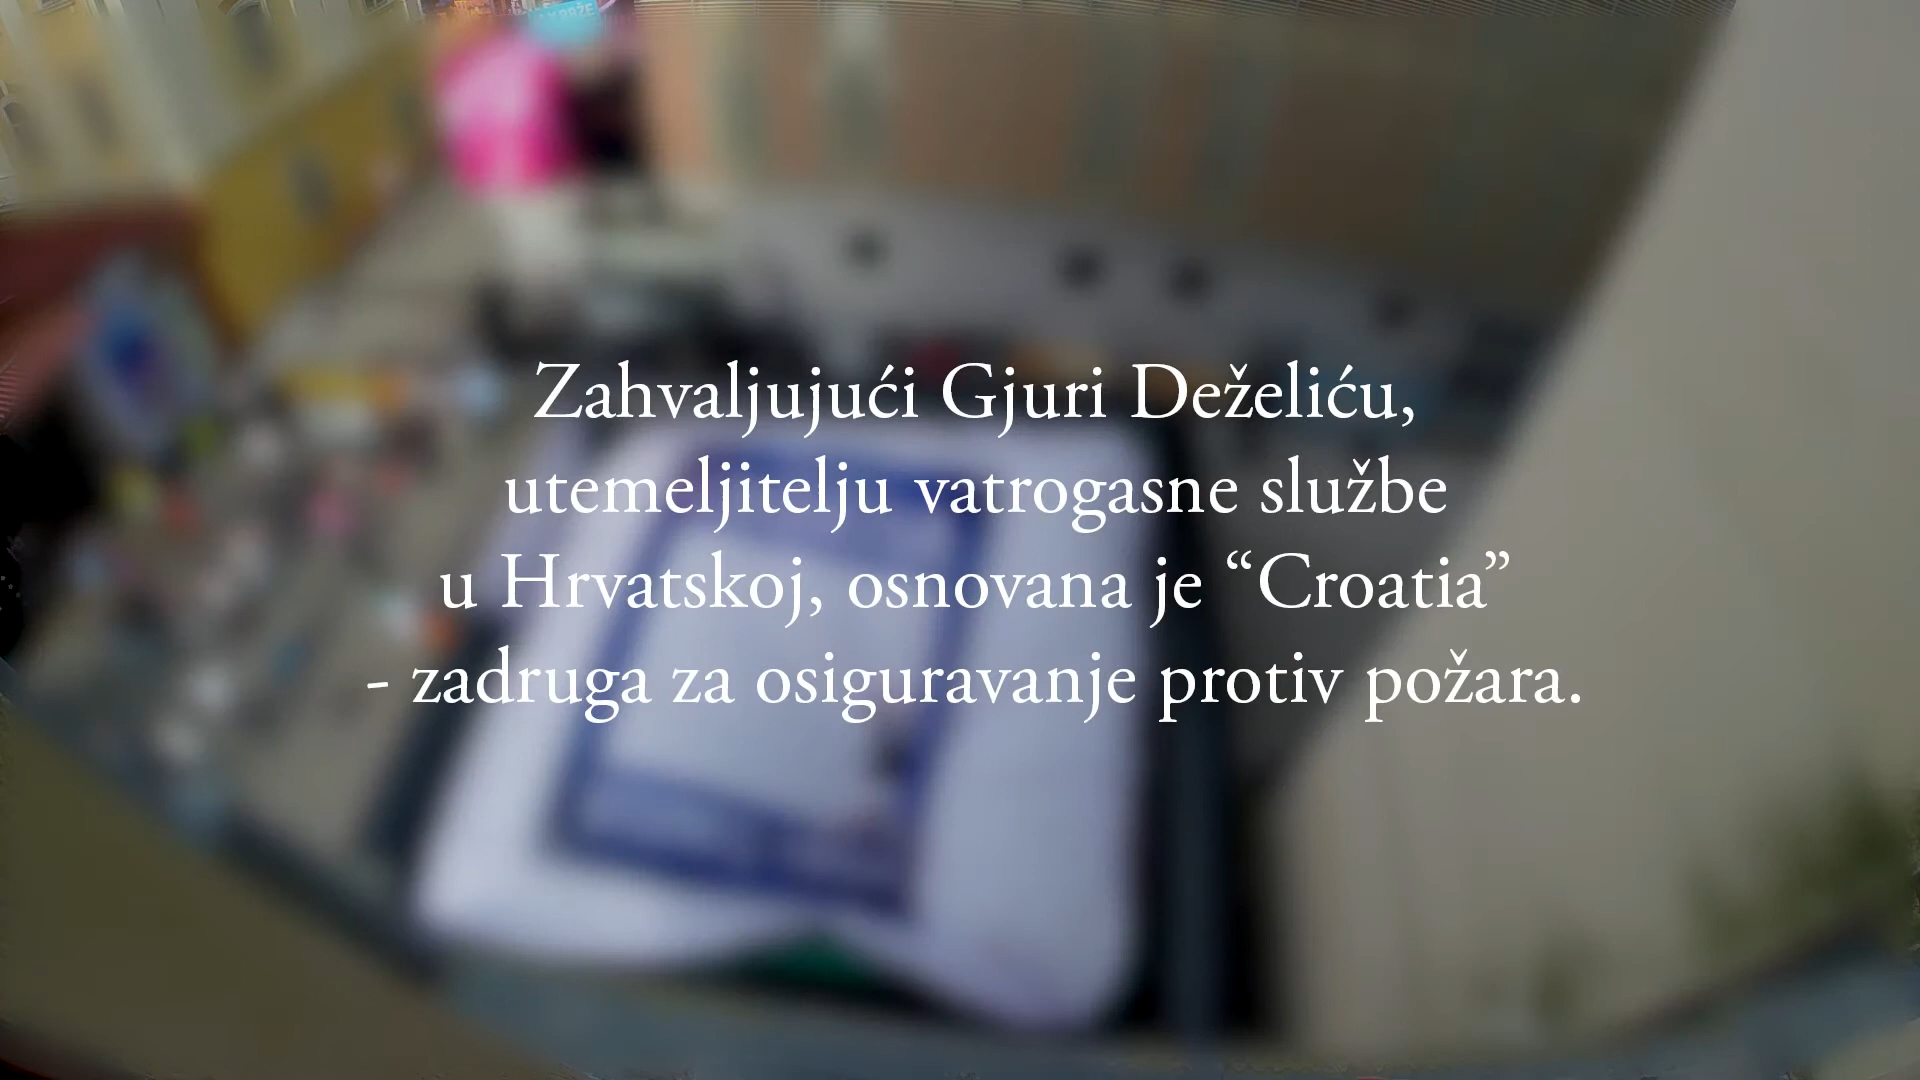 Zahvaljujući Gjuri Deželiću,
utemeljitelju vatrogasne službe
u Hrvatskoj, osnovana je “Croatia”
- zadruga za osiguravanje protiv požara.